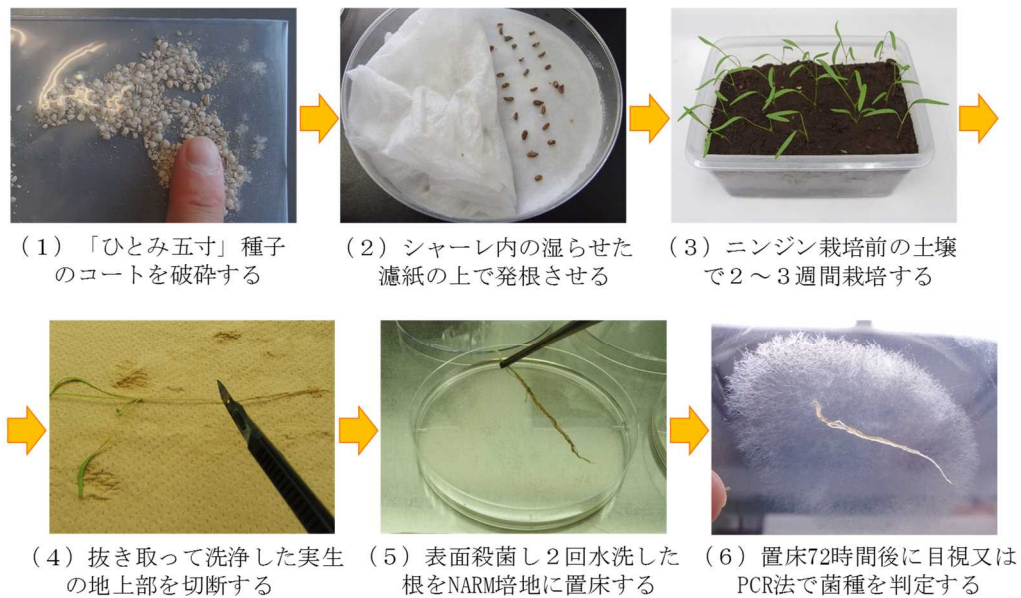 （１）「ひとみ五寸」種子
のコートを破砕する
（２）シャーレ内の湿らせた
濾紙の上で発根させる
（３）ニンジン栽培前の土壌
で２～３週間栽培する
（４）抜き取って洗浄した実生
の地上部を切断する
（５）表面殺菌し２回水洗した
根をNARM培地に置床する
（６）置床72時間後に目視又は
PCR法で菌種を判定する